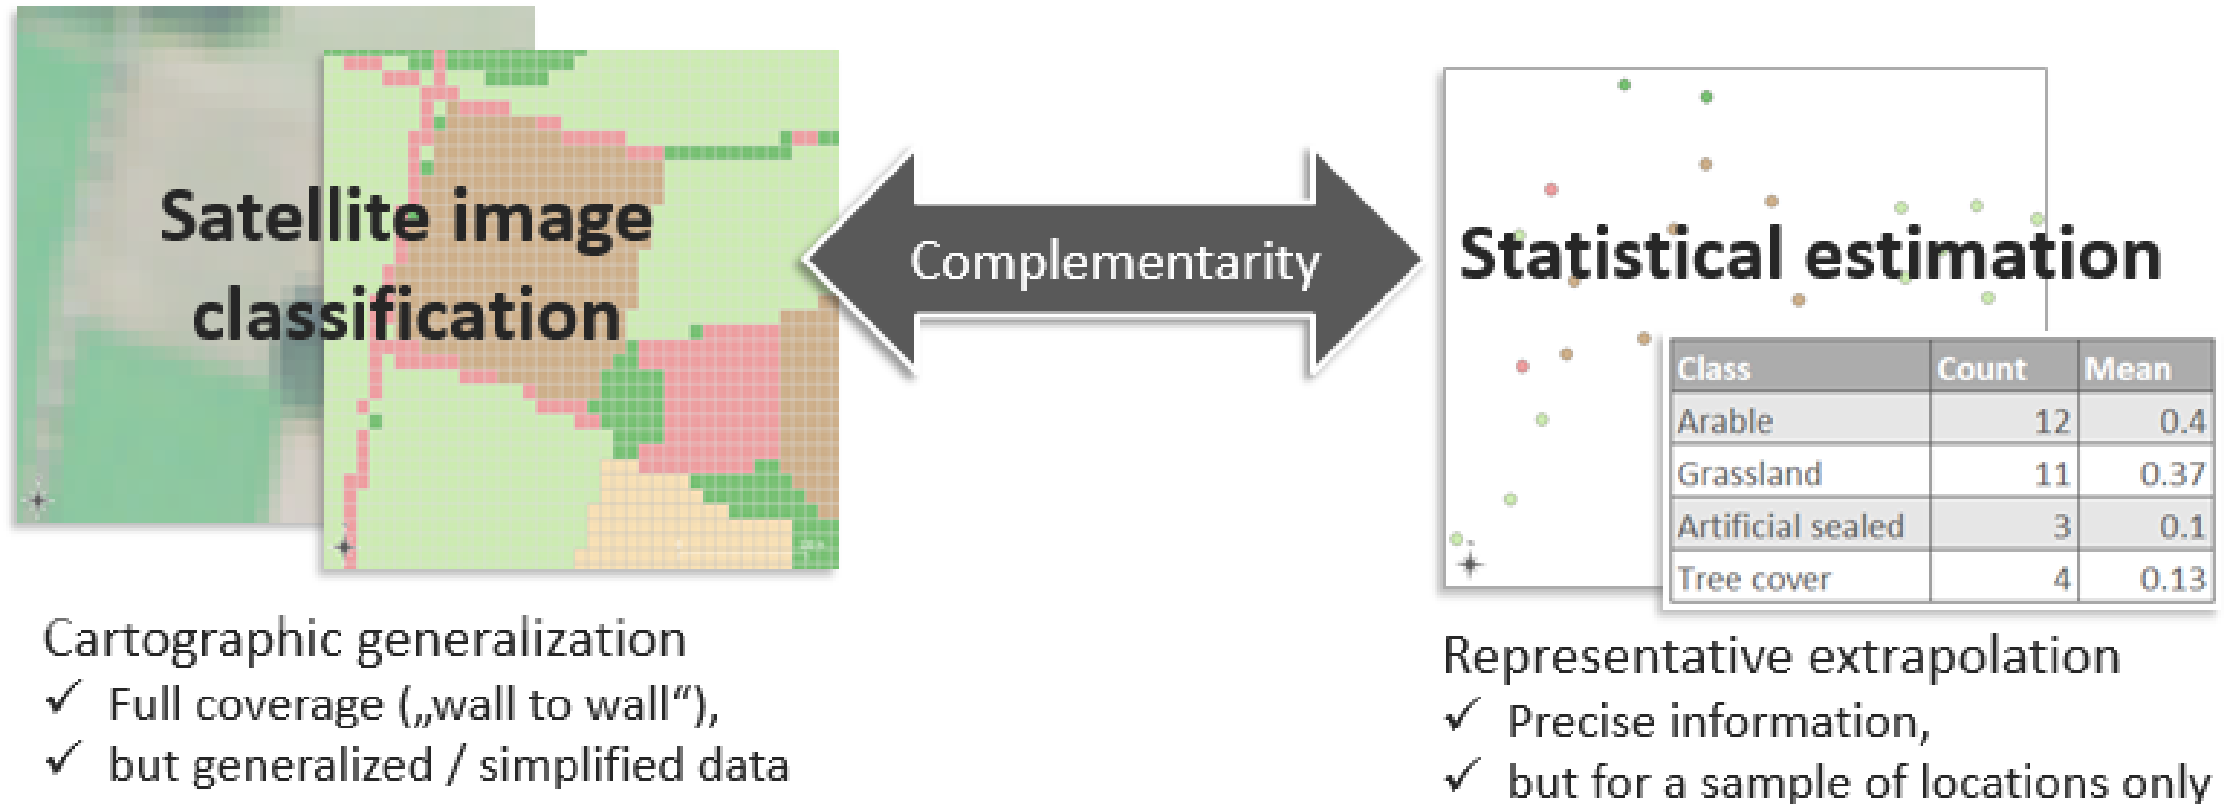 Satellite image
classification
Complementarity
Statistical estimation
Class Count Mean
Arable 12 0.4
Grassland 11 0.37
Artificial sealed 3 0.1
Tree cover 4 0.13
Cartographic generalization
✓ Full coverage („wall to wall“),
✓ but generalized / simplified data
Representative extrapolation
✓ Precise information,
✓ but for a sample of locations only